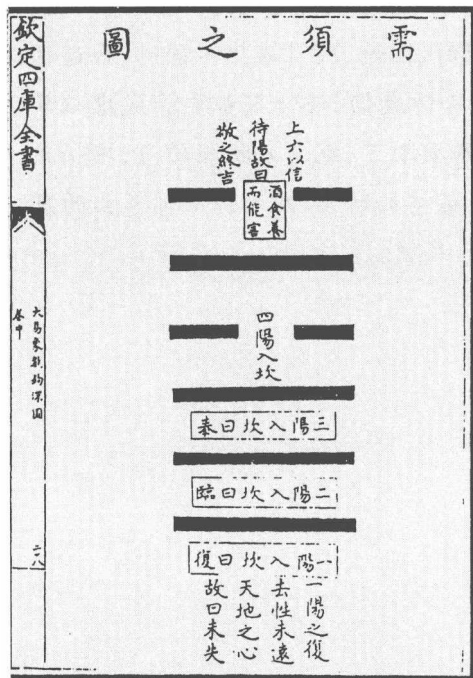 需須之圖
上六以信
待陽故曰
敬之終吉
酒食養
而能害
四陽入坎
三陽入坎曰泰
二陽入坎曰臨
一陽入坎曰復
一陽之復
去性未遠
天地之心
故曰未失
欽定四庫全書
大易象數鉤深圖
卷中
二八